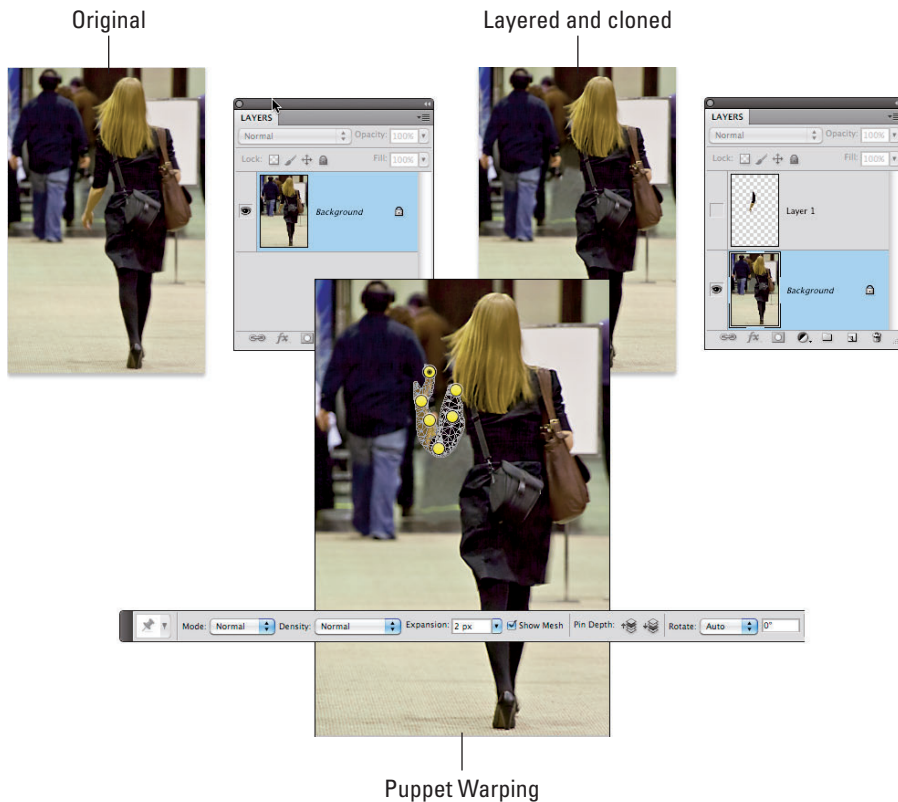 Original
Layered and cloned
LAYERS
Normal
Opacity: 100%
Lock:
Fill: 100%
Background
LAYERS
Normal
Opacity: 100%
Lock:
Fill: 100%
Layer 1
Background
fx
fx
Mode: Normal Density: Normal Expansion: 2 px Show Mesh Pin Depth: Rotate: Auto 0°
Puppet Warping